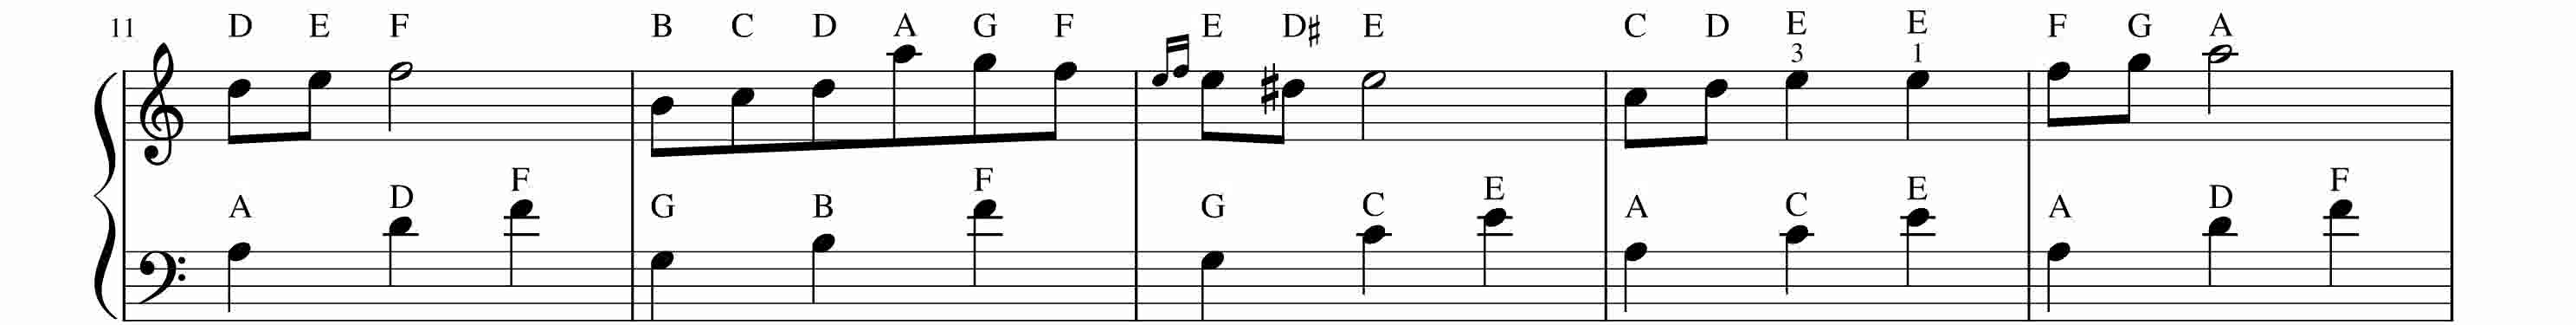 11 D E F B C D A G F E D♯ E C D E E F G A
3 1
A D F G B F G C E A C E A D F